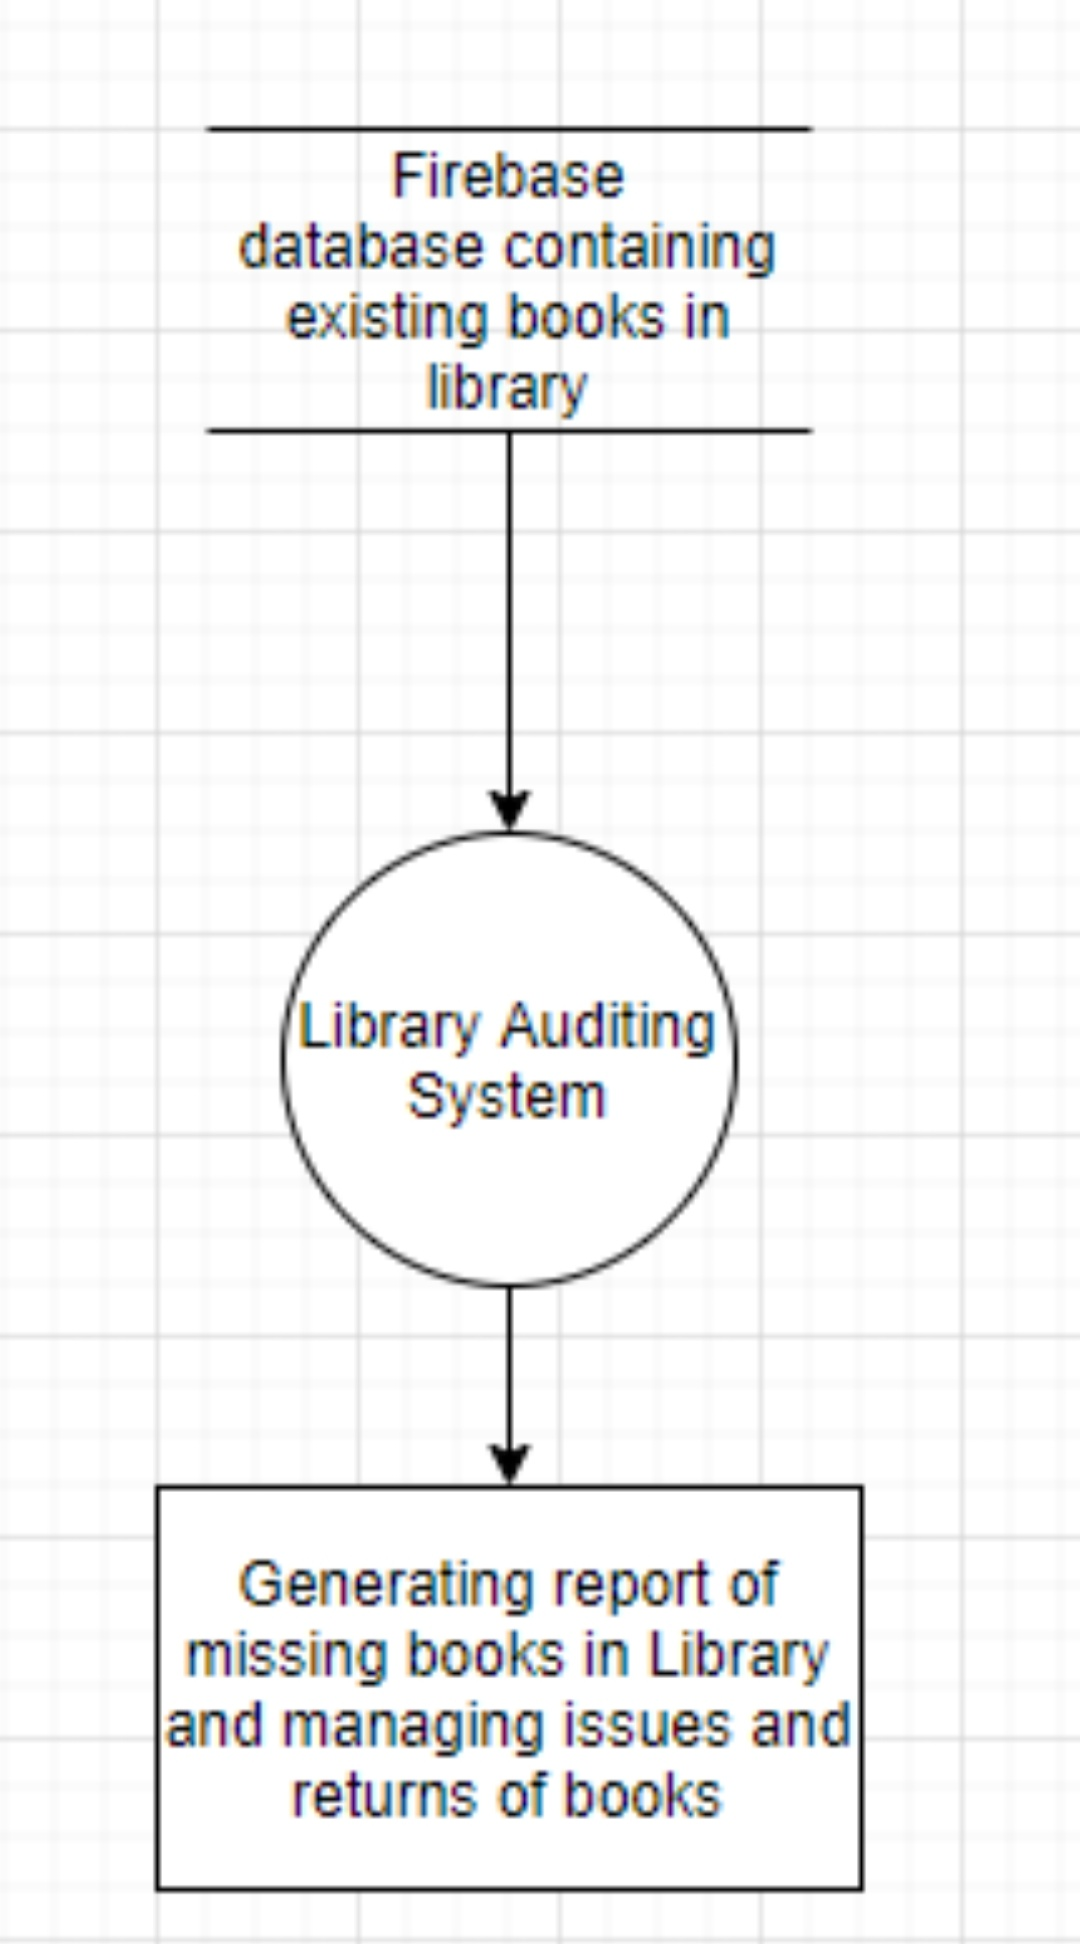 Firebase
database containing
existing books in
library
Library Auditing
System
Generating report of
missing books in Library
and managing issues and
returns of books